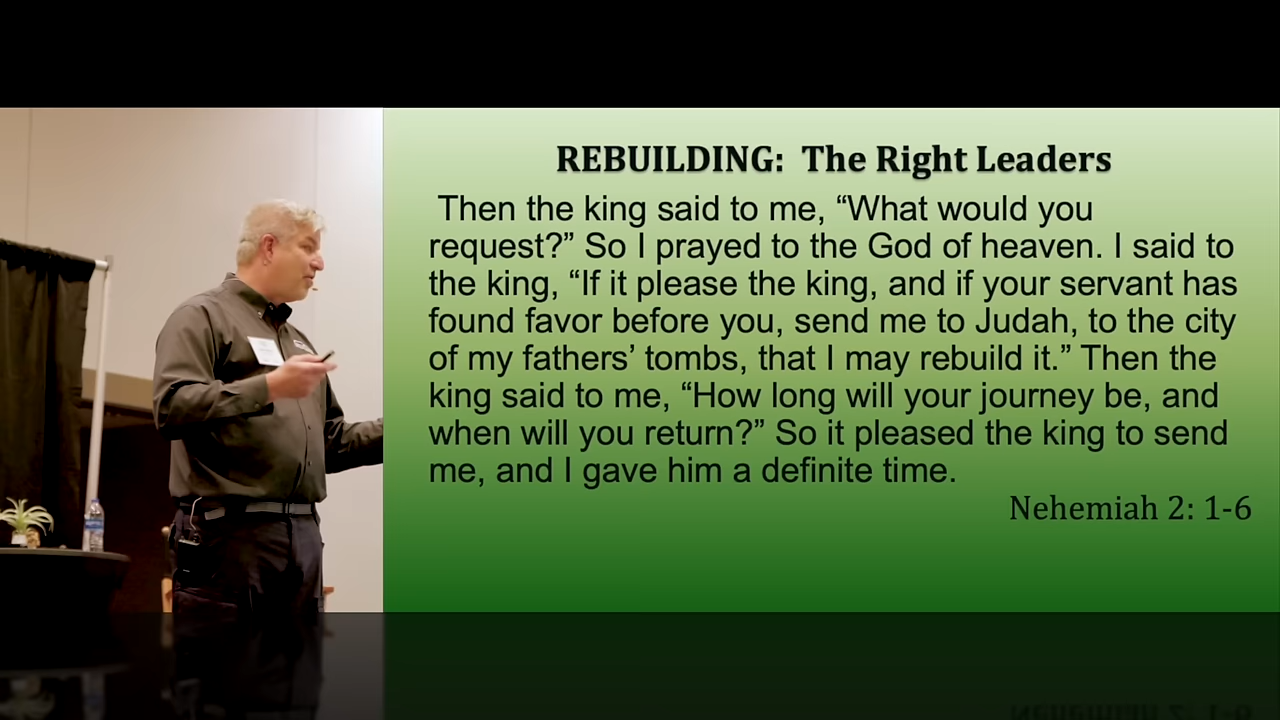 REBUILDING: The Right Leaders
Then the king said to me, “What would you
request?” So I prayed to the God of heaven. I said to
the king, “If it please the king, and if your servant has
found favor before you, send me to Judah, to the city
of my fathers’ tombs, that I may rebuild it.” Then the
king said to me, “How long will your journey be, and
when will you return?” So it pleased the king to send
me, and I gave him a definite time.
Nehemiah 2: 1-6